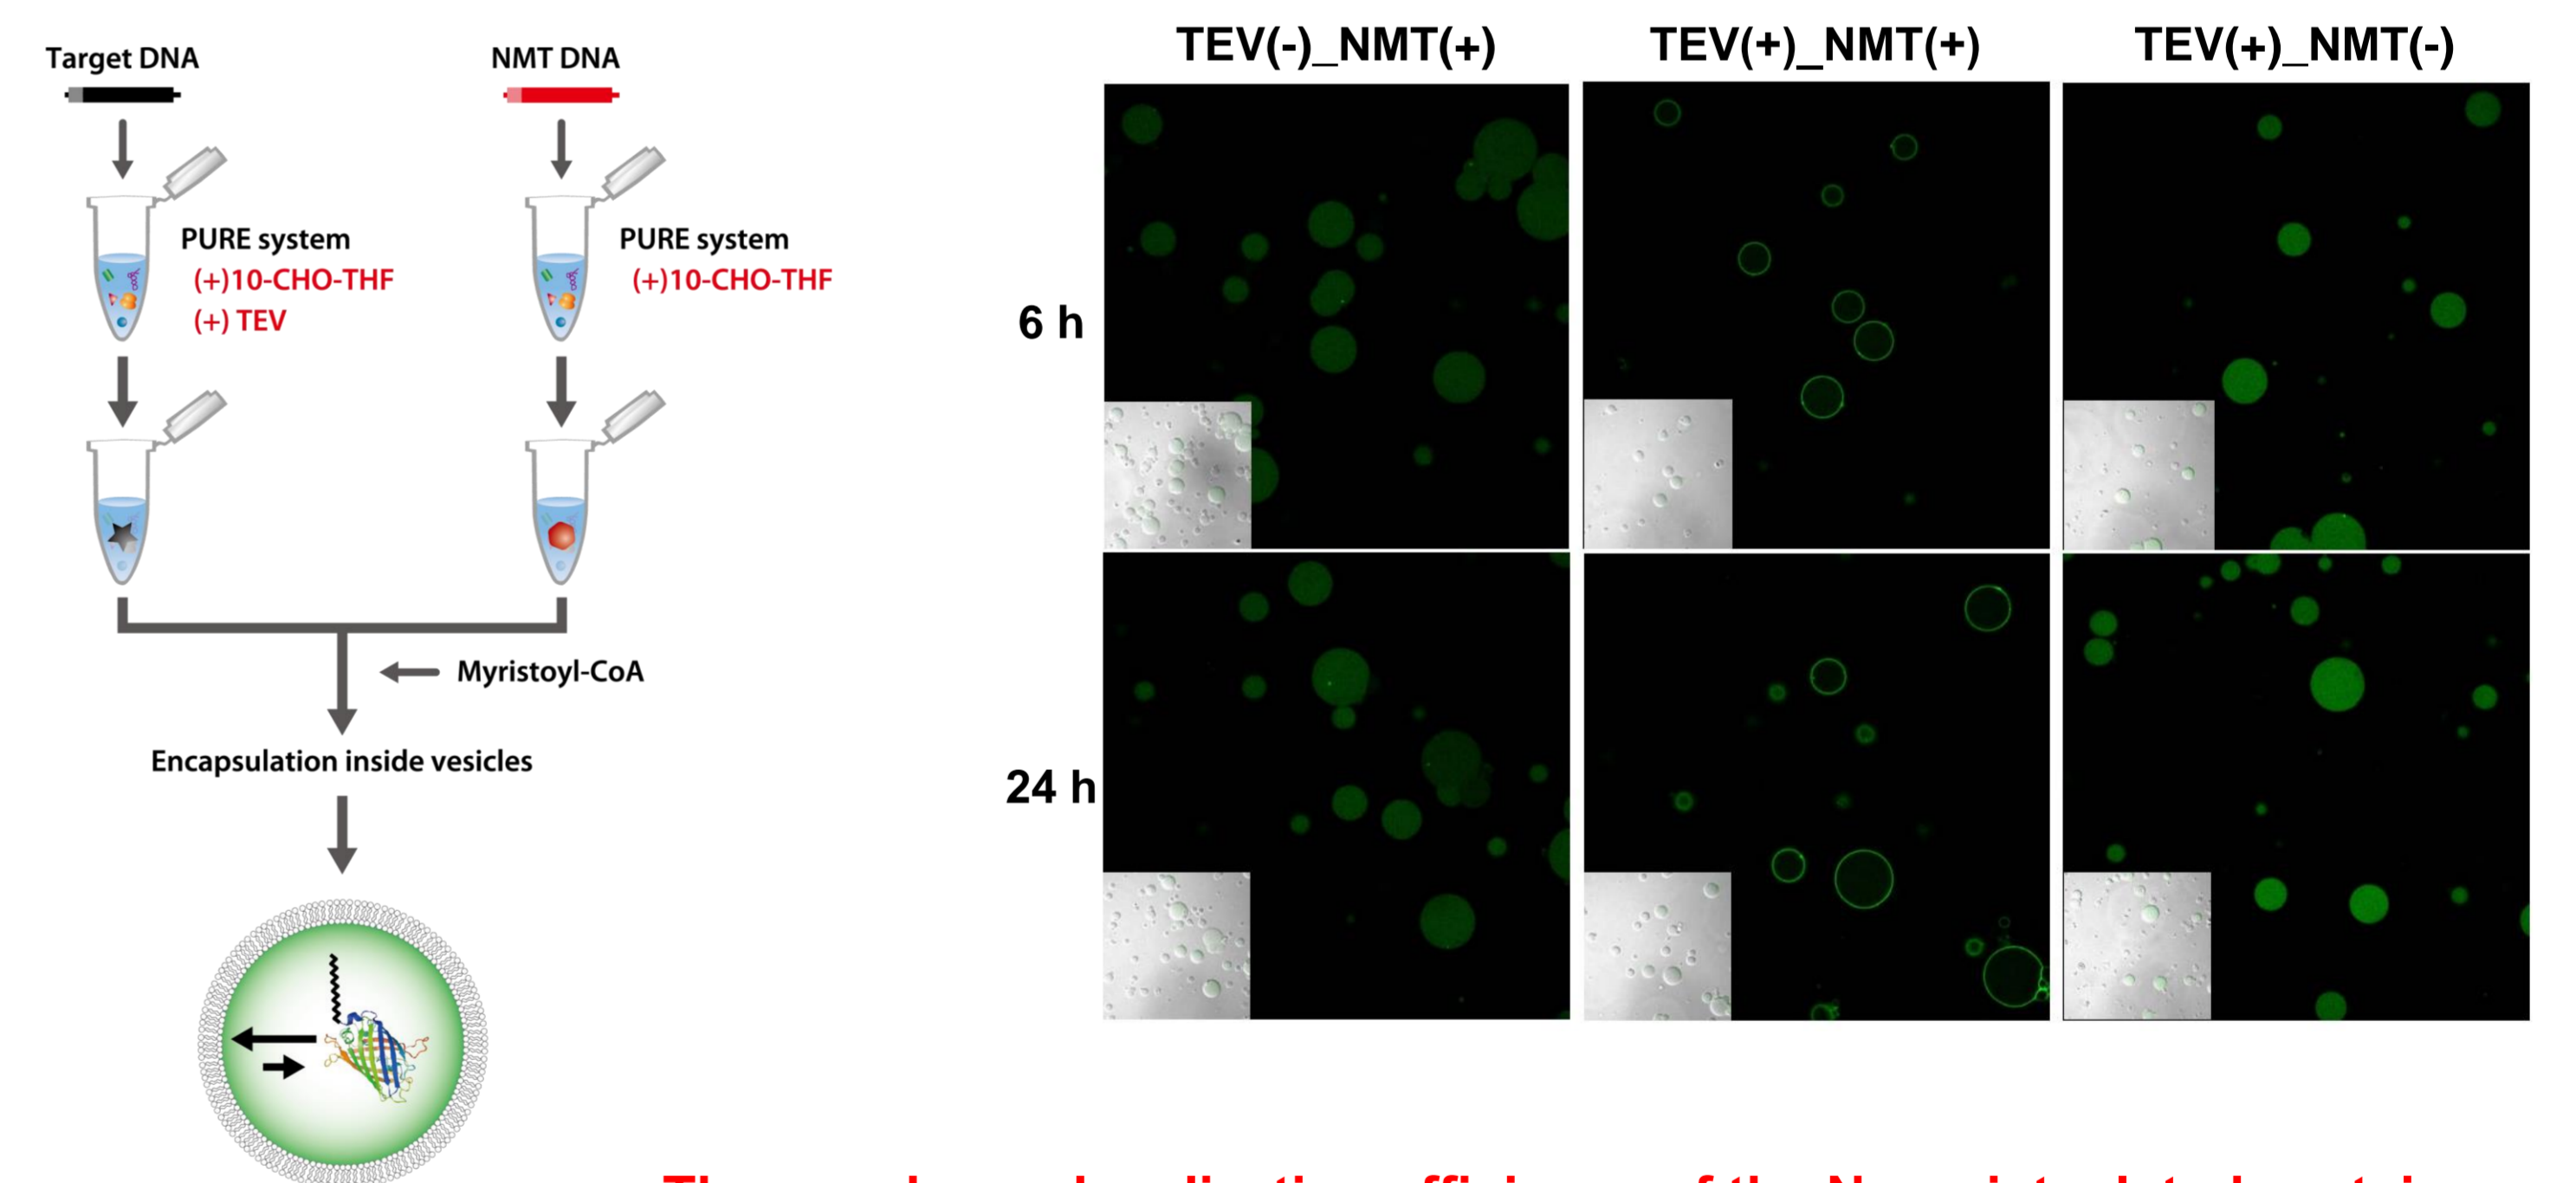 Target DNA
NMT DNA
PURE system
(+)10-CHO-THF
(+) TEV
PURE system
(+)10-CHO-THF
Myristoyl-CoA
Encapsulation inside vesicles
TEV(-)_NMT(+)
TEV(+)_NMT(+)
TEV(+)_NMT(-)
6 h
24 h